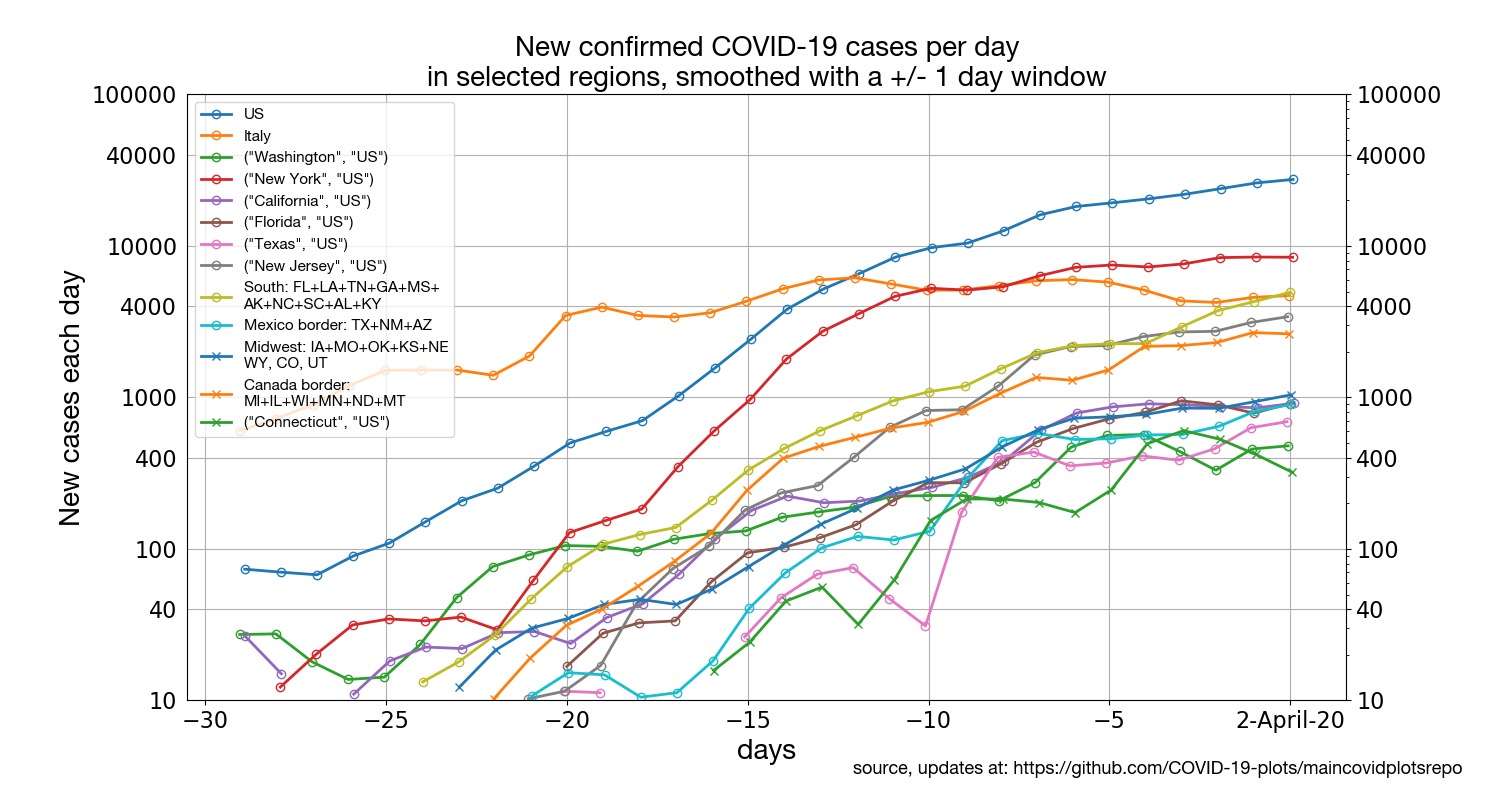 New confirmed COVID-19 cases per day
in selected regions, smoothed with a +/- 1 day window
100000
40000
10000
4000
1000
400
100
40
10
New cases each day
US
Italy
("Washington", "US")
("New York", "US")
("California", "US")
("Florida", "US")
("Texas", "US")
("New Jersey", "US")
South: FL+LA+TN+GA+MS+
AK+NC+SC+AL+KY
Mexico border: TX+NM+AZ
Midwest: IA+MO+OK+KS+NE
WY, CO, UT
Canada border:
MI+IL+WI+MN+ND+MT
("Connecticut", "US")
100000
40000
10000
4000
1000
400
100
40
10
−30
−25
−20
−15
−10
−5
2-April-20
days
source, updates at: https://github.com/COVID-19-plots/maincovidplotsrepo